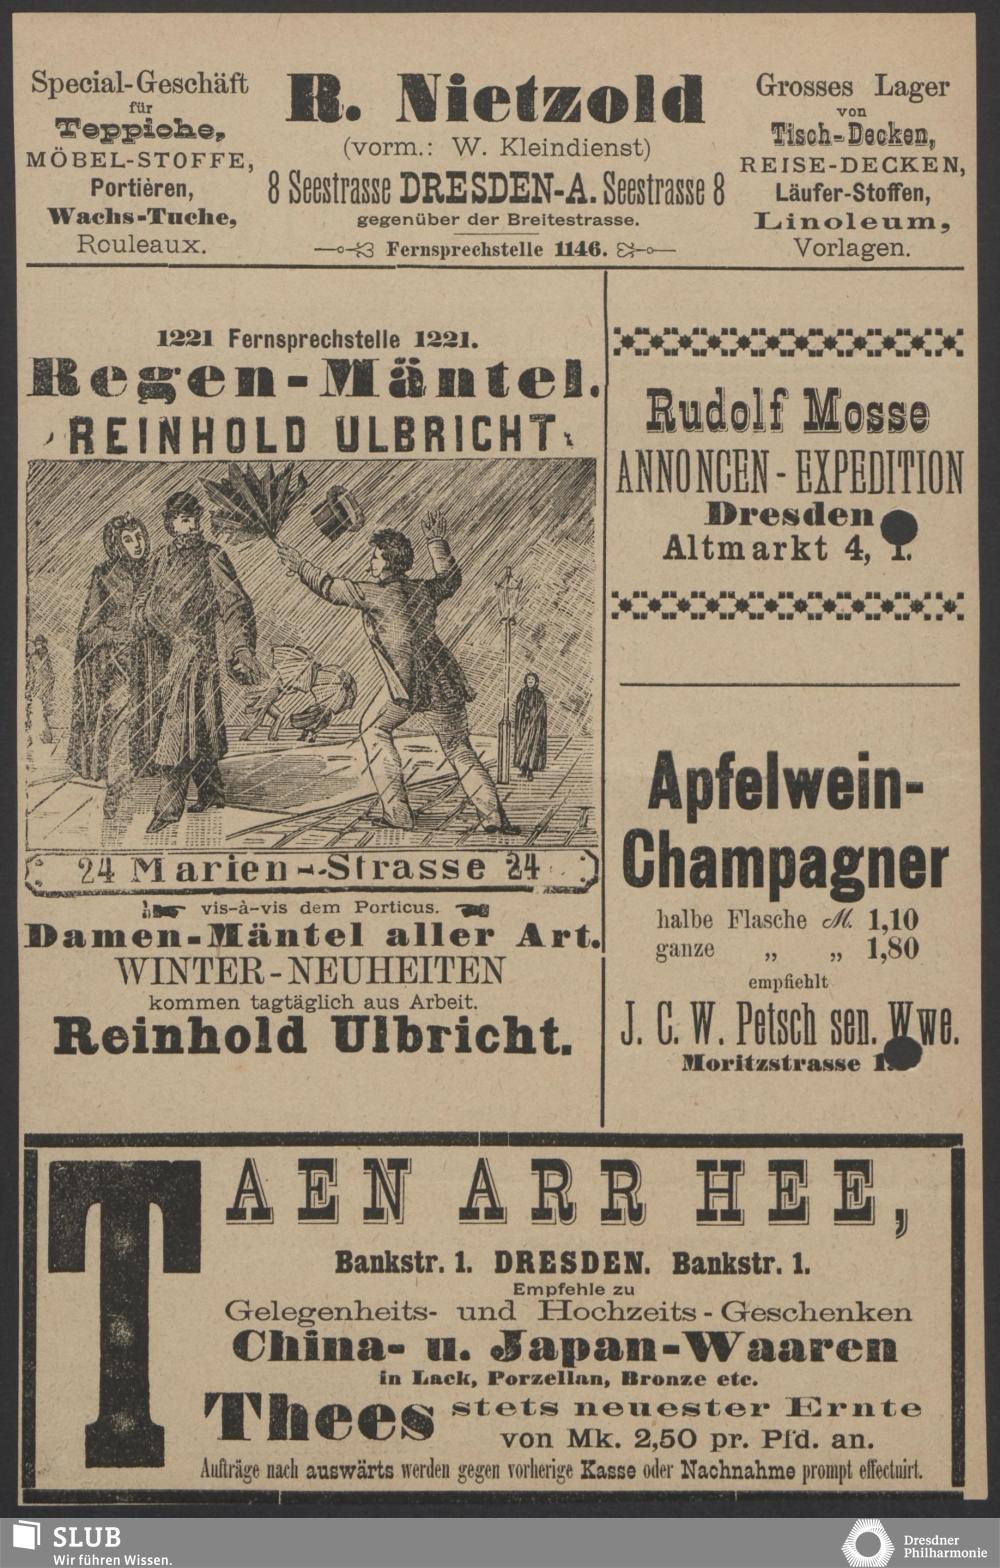 Special-Geschäft
für
Teppiche,
MÖBEL-STOFFE,
Portièren,
Wachs-Tuche,
Rouleaux.
R. Nietzold
(vorm.: W. Kleindienst)
8 Seestrasse DRESDEN-A. Seestrasse 8
gegenüber der Breitestrasse.
Fernsprechstelle 1146.
Grosses Lager
von
Tisch-Decken,
REISE-DECKEN,
Läufer-Stoffen,
Linoleum,
Vorlagen.
1221 Fernsprechstelle 1221.
Regen-Mäntel.
REINHOLD ULBRICHT
24 Marien-Strasse 24
vis-à-vis dem Porticus.
Damen-Mäntel aller Art.
WINTER-NEUHEITEN
kommen tagtäglich aus Arbeit.
Reinhold Ulbricht.
Rudolf Mosse
ANNONCEN-EXPEDITION
Dresden
Altmarkt 4,
Apfelwein-
Champagner
halbe Flasche M. 1,10
ganze „ „ 1,80
empfiehlt
J. C. W. Petsch sen. Wwe.
Moritzstrasse
TAEN ARR HEE,
Bankstr. 1. DRESDEN. Bankstr. 1.
Empfehle zu
Gelegenheits- und Hochzeits-Geschenken
China- u. Japan-Waaren
in Lack, Porzellan, Bronze etc.
Thees stets neuester Ernte
von Mk. 2,50 pr. Pfd. an.
Aufträge nach auswärts werden gegen vorherige Kasse oder Nachnahme prompt effectuirt.
SLUB
Wir führen Wissen.
Dresdner
Philharmonie